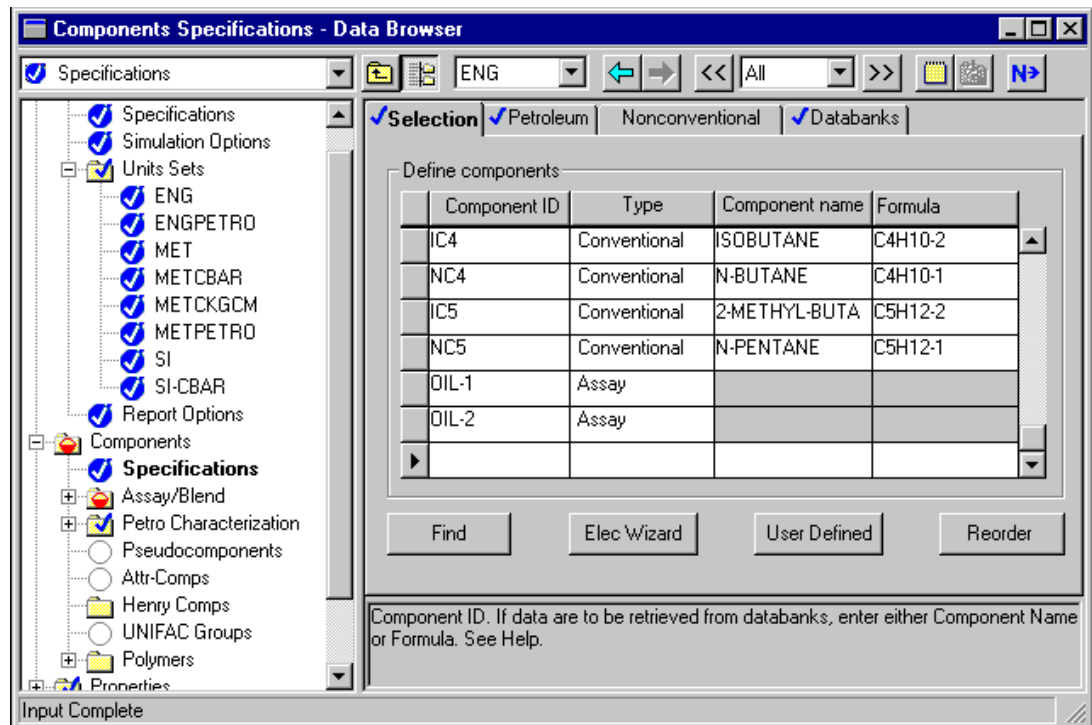 Components Specifications - Data Browser
Specifications
ENG
<<
All
>>
N
Specifications
Simulation Options
Units Sets
ENG
ENGPETRO
MET
METCBAR
METCKGCM
METPETRO
SI
SI-CBAR
Report Options
Components
Specifications
Assay/Blend
Petro Characterization
Pseudocomponents
Attr-Comps
Henry Comps
UNIFAC Groups
Polymers
Properties
Selection Petroleum Nonconventional Databanks
Define components
Component ID Type Component name Formula
IC4 Conventional ISOBUTANE C4H10-2
NC4 Conventional N-BUTANE C4H10-1
IC5 Conventional 2-METHYL-BUTA C5H12-2
NC5 Conventional N-PENTANE C5H12-1
OIL-1 Assay
OIL-2 Assay
Find Elec Wizard User Defined Reorder
Component ID. If data are to be retrieved from databanks, enter either Component Name
or Formula. See Help.
Input Complete